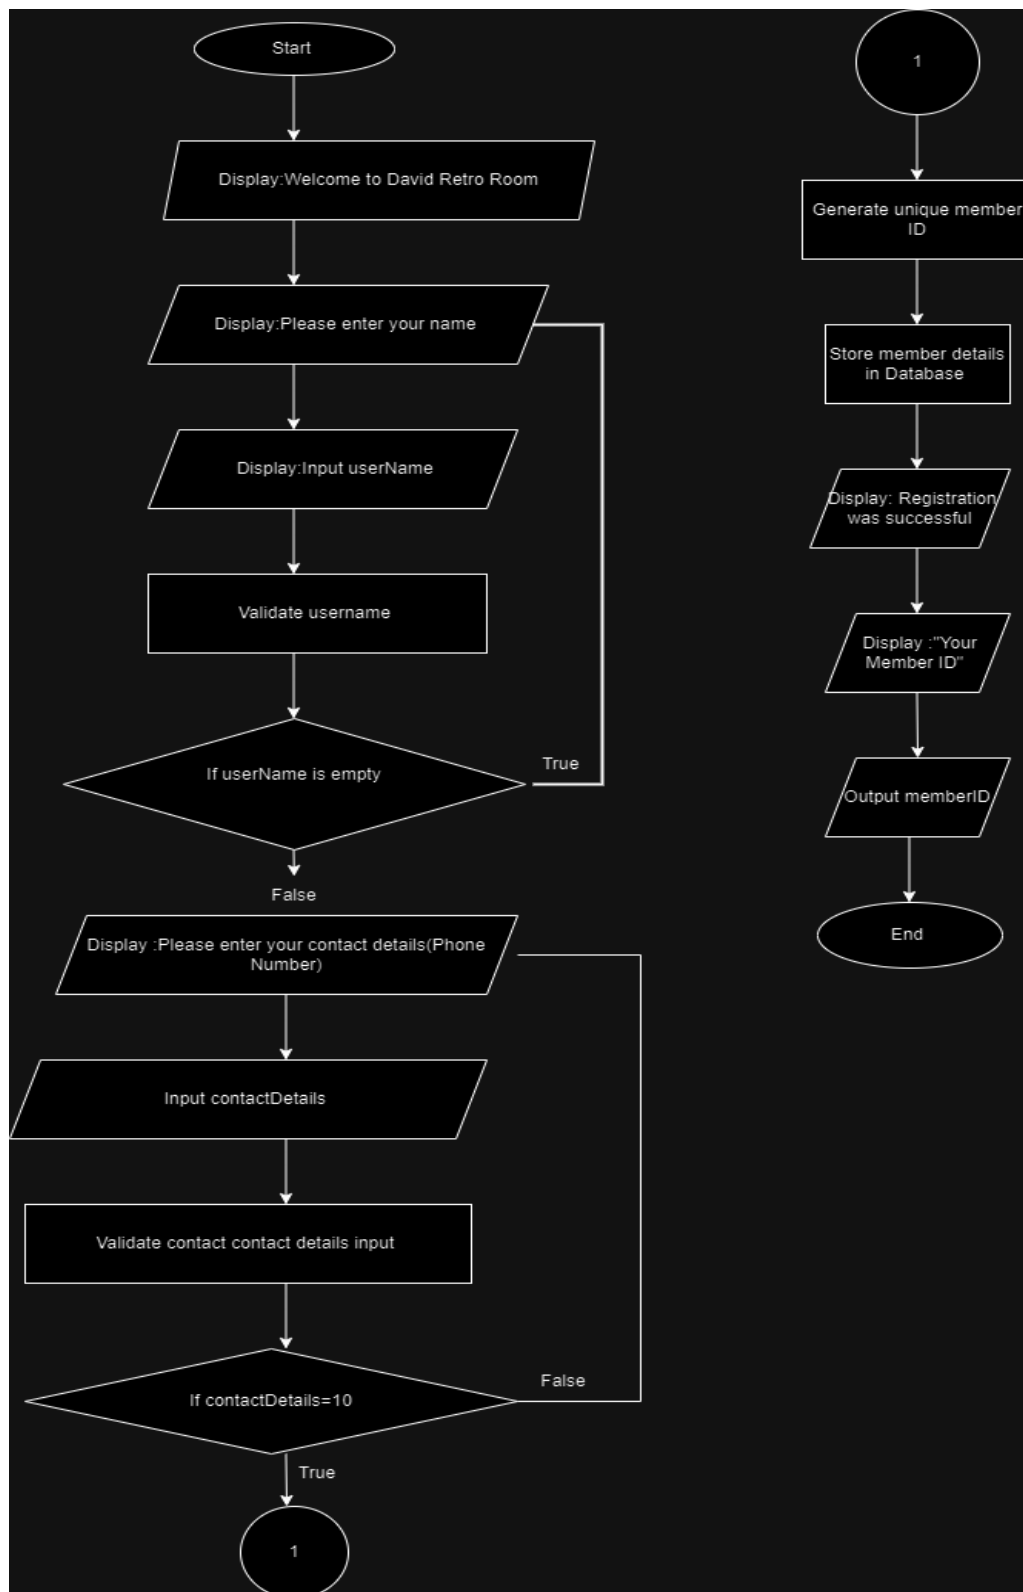 Start
Display:Welcome to David Retro Room
Display:Please enter your name
Display:Input userName
Validate username
If userName is empty
True
False
Display :Please enter your contact details(Phone
Number)
Input contactDetails
Validate contact contact details input
If contactDetails=10
False
True
1
1
Generate unique member
ID
Store member details
in Database
Display: Registration
was successful
Display :"Your
Member ID"
Output memberID
End